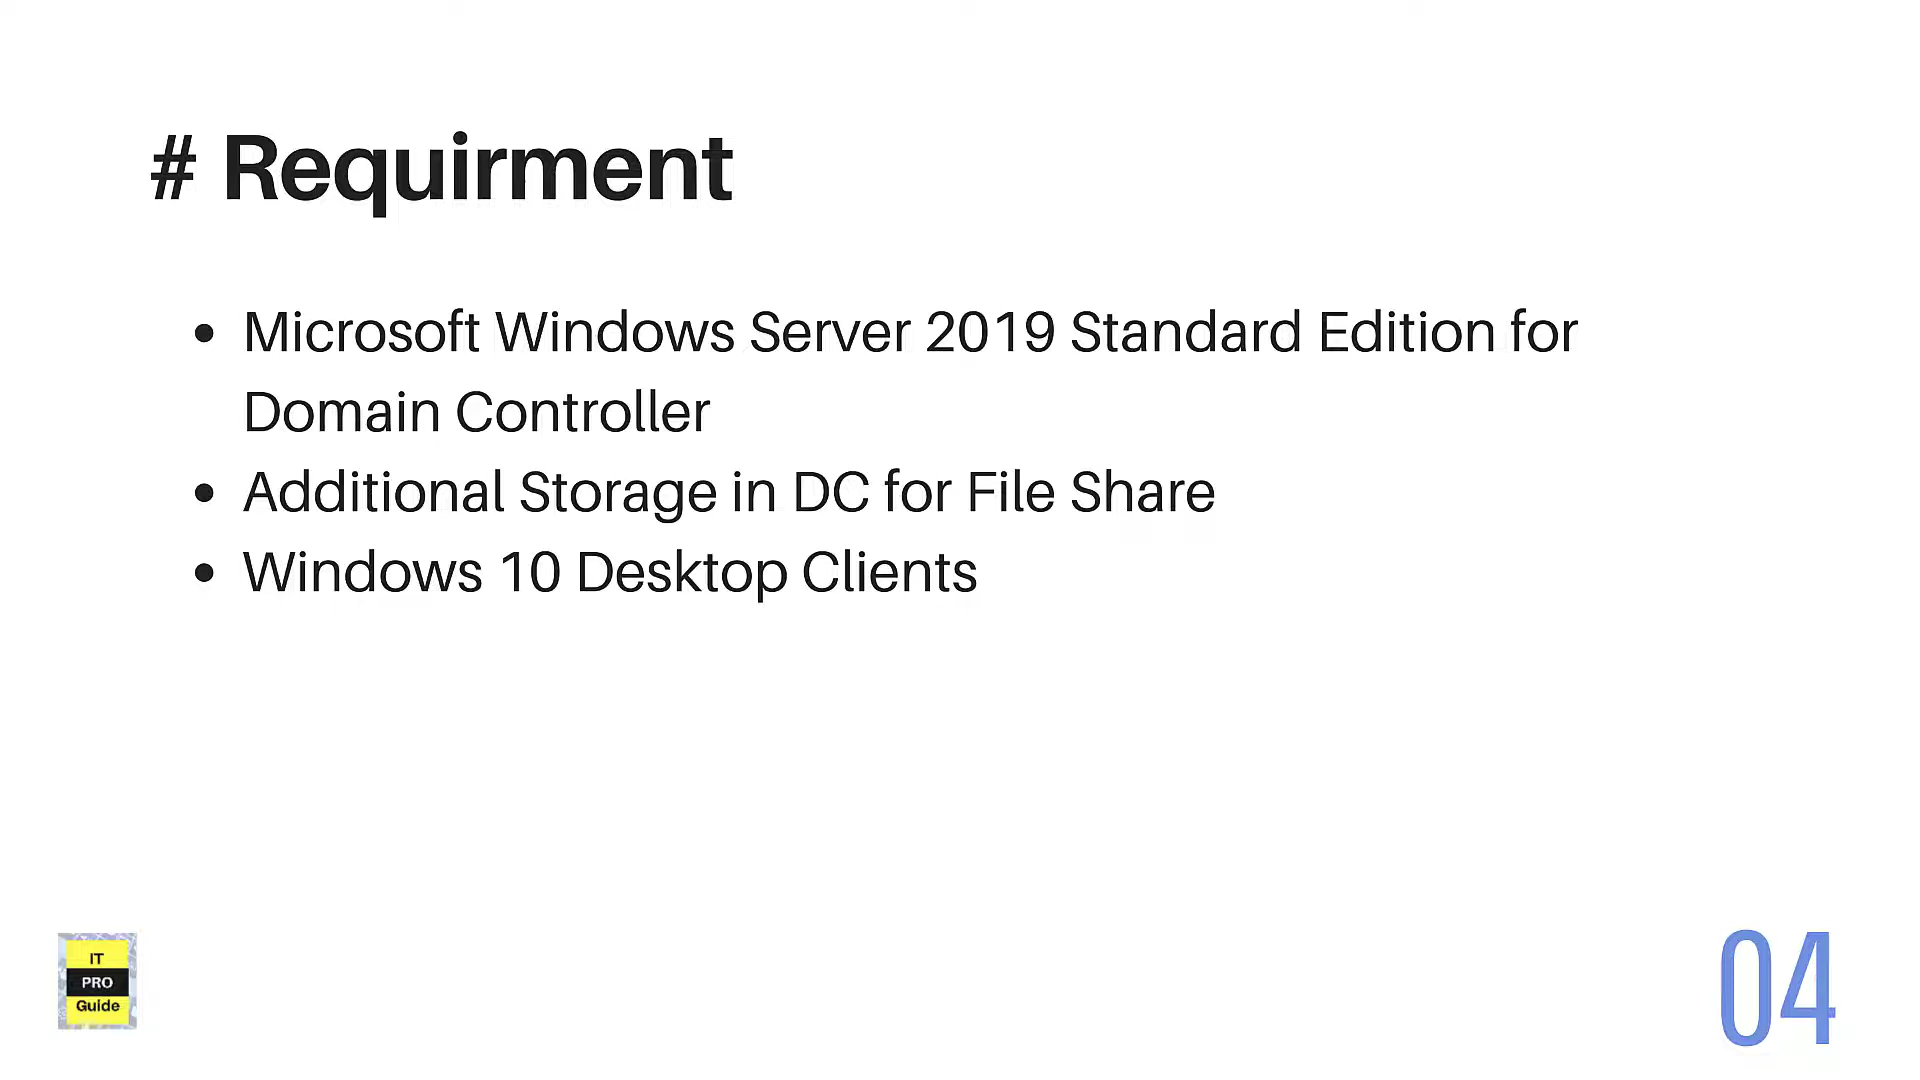 # Requirment
• Microsoft Windows Server 2019 Standard Edition for
Domain Controller
• Additional Storage in DC for File Share
• Windows 10 Desktop Clients
IT
PRO
Guide
04